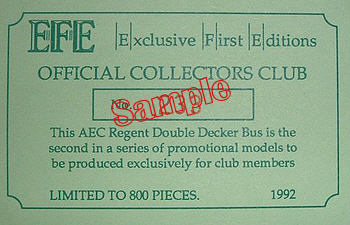 EFE Exclusive First Editions
OFFICIAL COLLECTORS CLUB
No.
Sample
This AEC Regent Double Decker Bus is the
second in a series of promotional models to
be produced exclusively for club members
LIMITED TO 800 PIECES. 1992